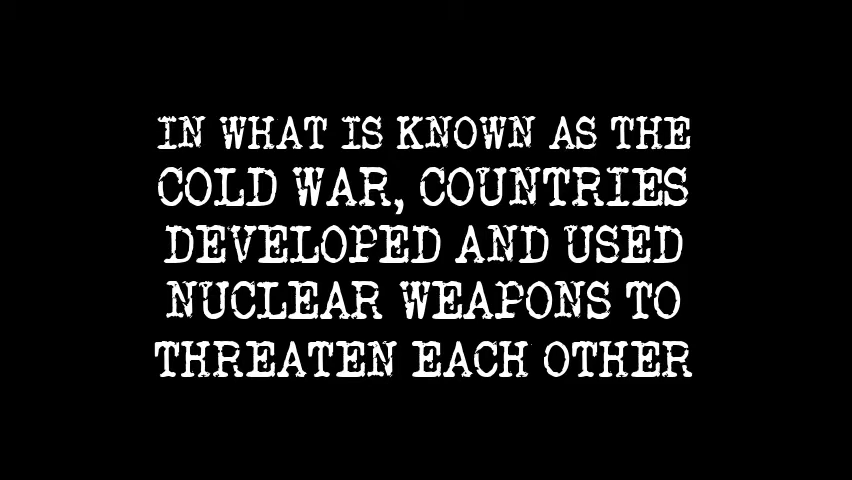 IN WHAT IS KNOWN AS THE
COLD WAR, COUNTRIES
DEVELOPED AND USED
NUCLEAR WEAPONS TO
THREATEN EACH OTHER